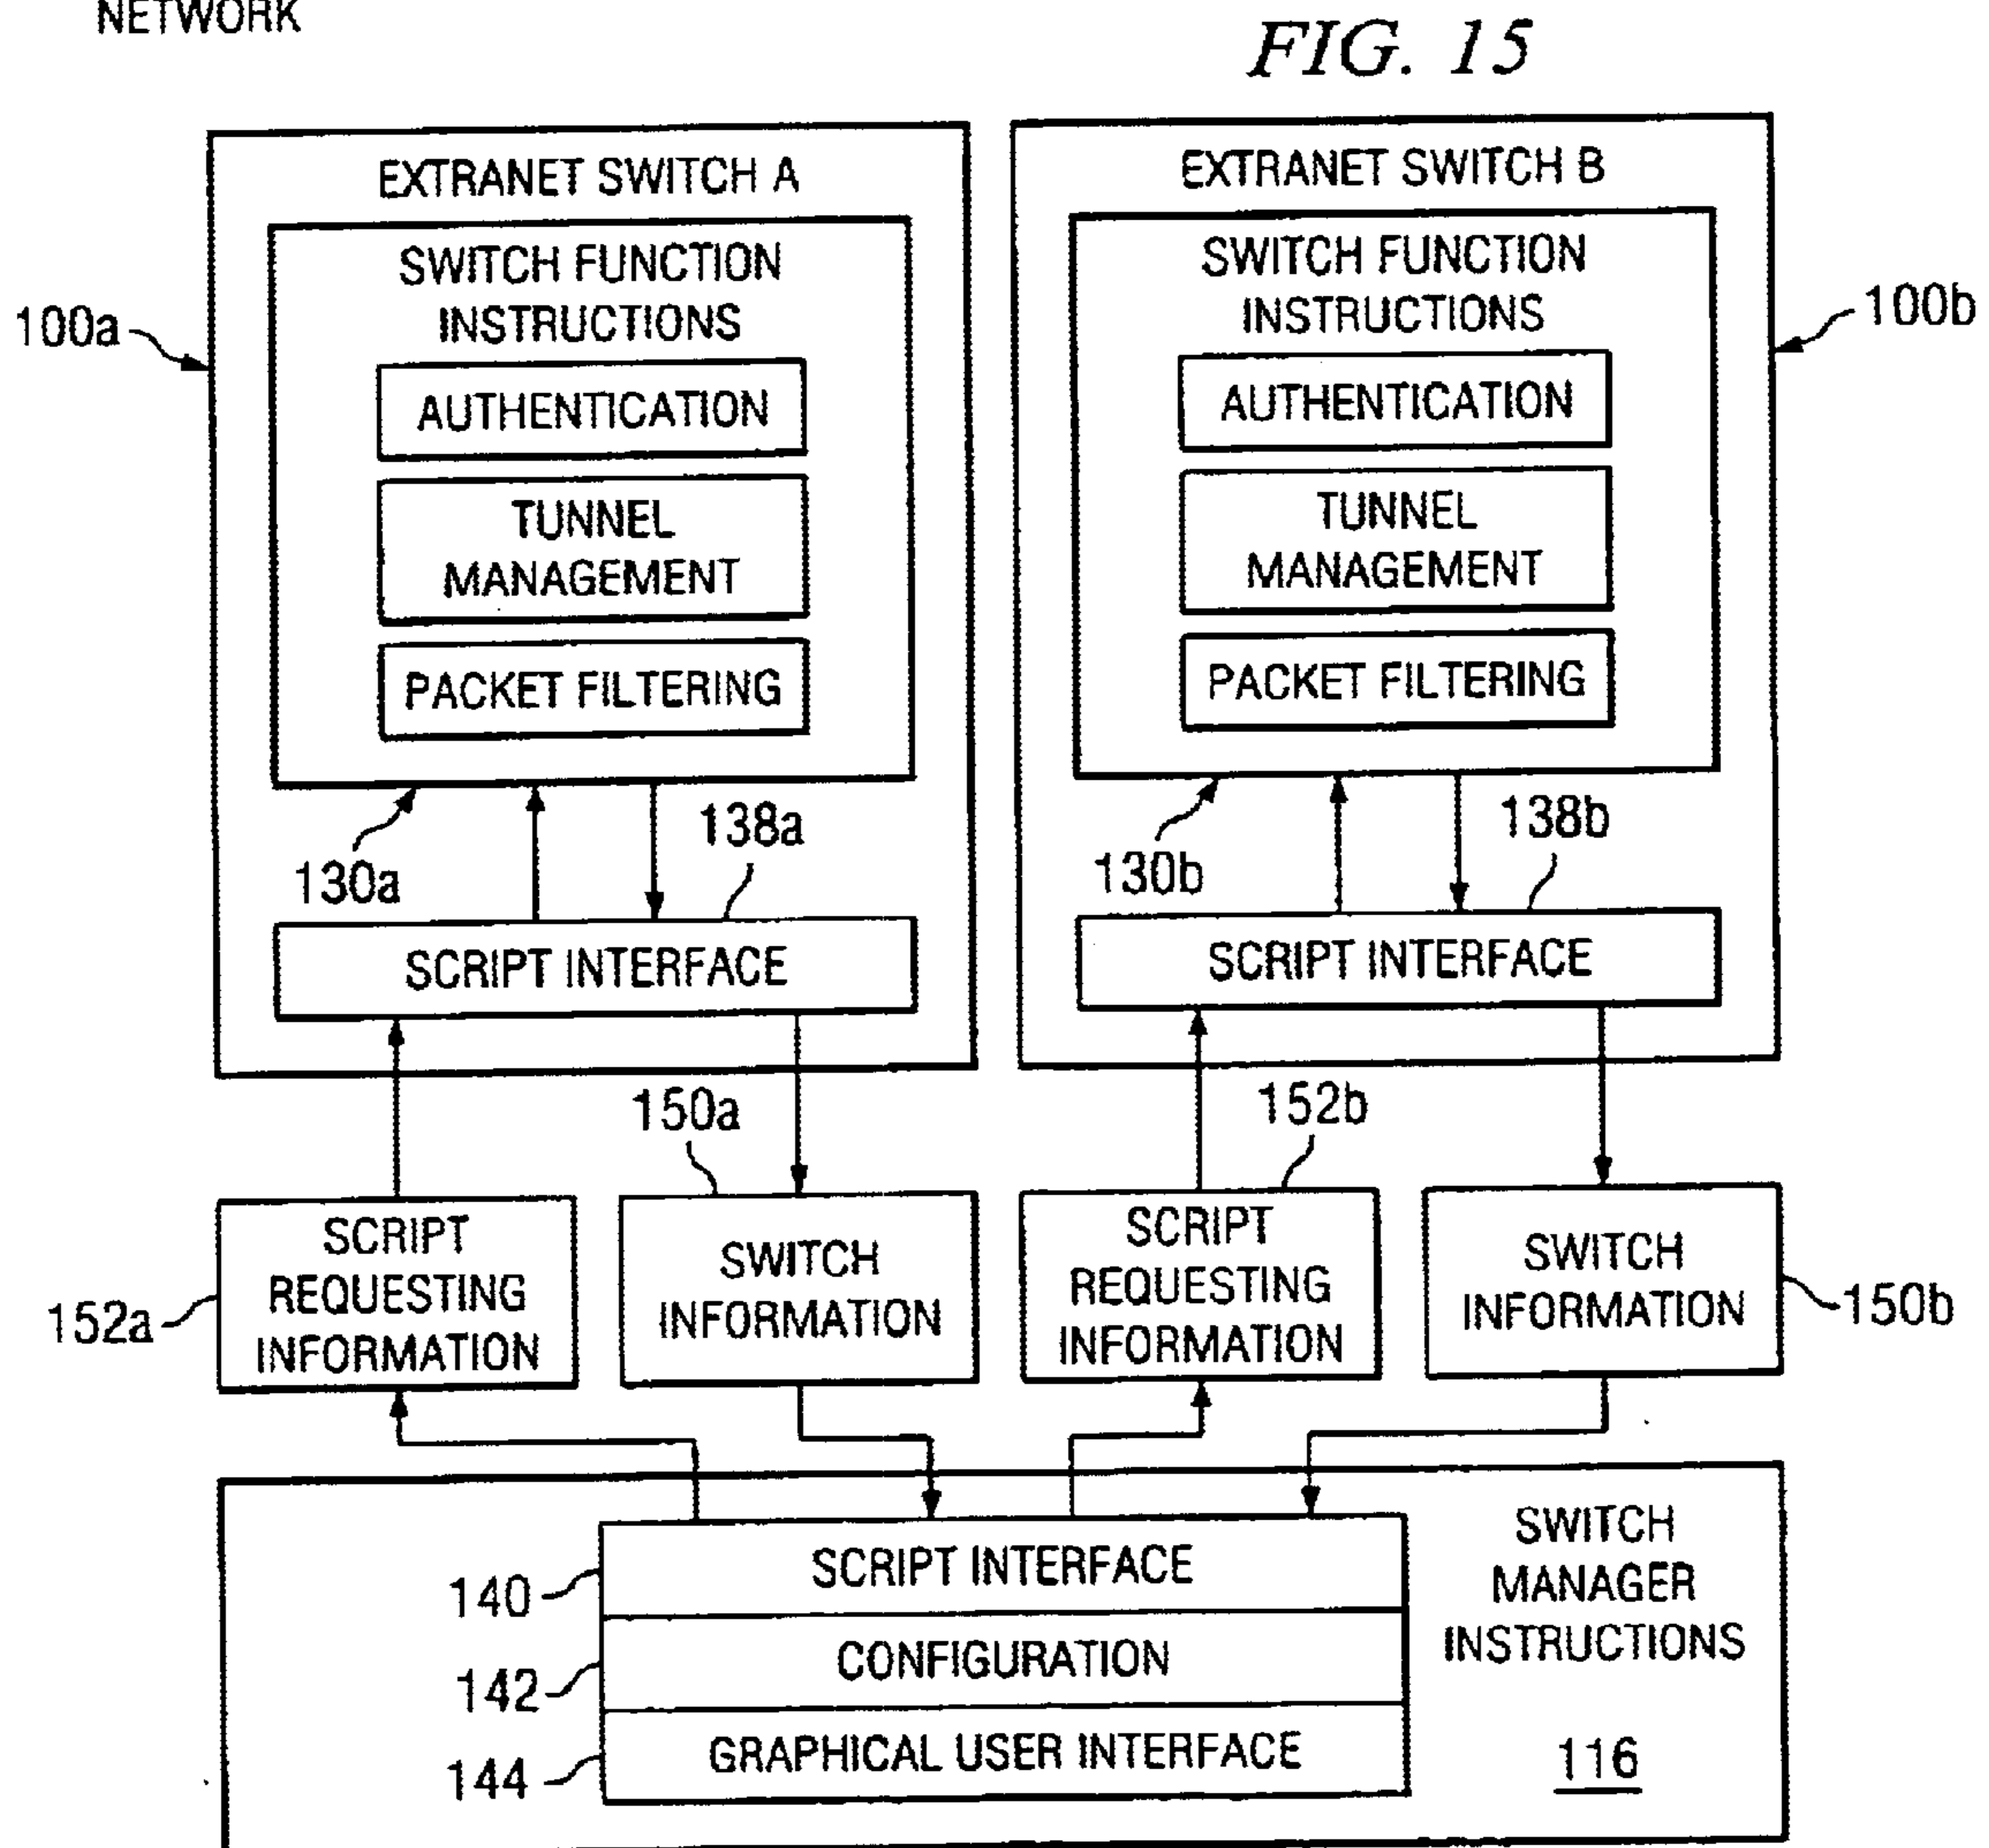 NETWORK
FIG. 15
EXTRANET SWITCH A
SWITCH FUNCTION
INSTRUCTIONS
AUTHENTICATION
TUNNEL
MANAGEMENT
PACKET FILTERING
100a
130a
138a
SCRIPT INTERFACE
EXTRANET SWITCH B
SWITCH FUNCTION
INSTRUCTIONS
AUTHENTICATION
TUNNEL
MANAGEMENT
PACKET FILTERING
100b
130b
138b
SCRIPT INTERFACE
152a
SCRIPT
REQUESTING
INFORMATION
150a
SWITCH
INFORMATION
152b
SCRIPT
REQUESTING
INFORMATION
SWITCH
INFORMATION
150b
140
SCRIPT INTERFACE
142
CONFIGURATION
144
GRAPHICAL USER INTERFACE
SWITCH
MANAGER
INSTRUCTIONS
116